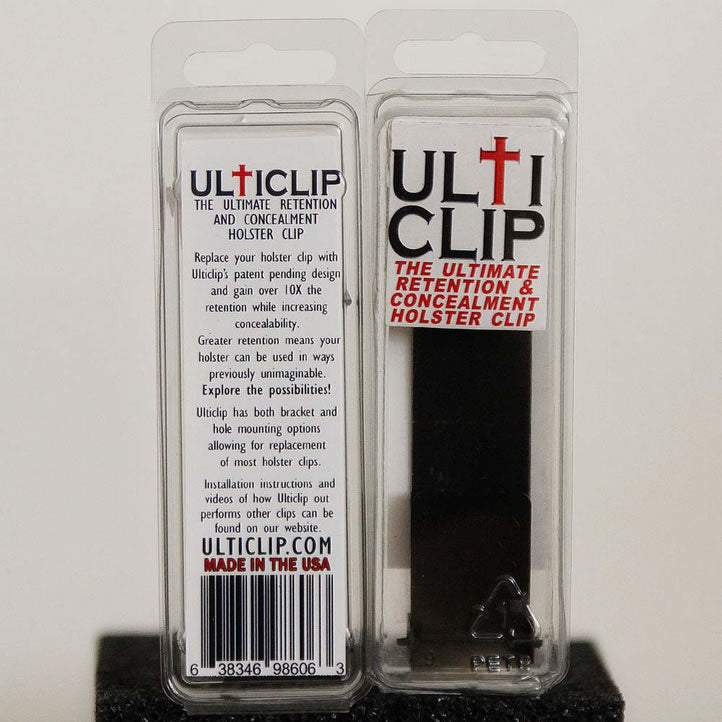 ULTICLIP
THE ULTIMATE RETENTION
AND CONCEALMENT
HOLSTER CLIP
Replace your holster clip with
Ulticlip's patent pending design
and gain over 10X the
retention while increasing
concealability.
Greater retention means your
holster can be used in ways
previously unimaginable.
Explore the possibilities!
Ulticlip has both bracket and
hole mounting options
allowing for replacement
of most holster clips.
Installation instructions and
videos of how Ulticlip out
performs other clips can be
found on our website.
ULTICLIP.COM
MADE IN THE USA
6 38346 98606 3
ULTI
CLIP
THE ULTIMATE
RETENTION &
CONCEALMENT
HOLSTER CLIP